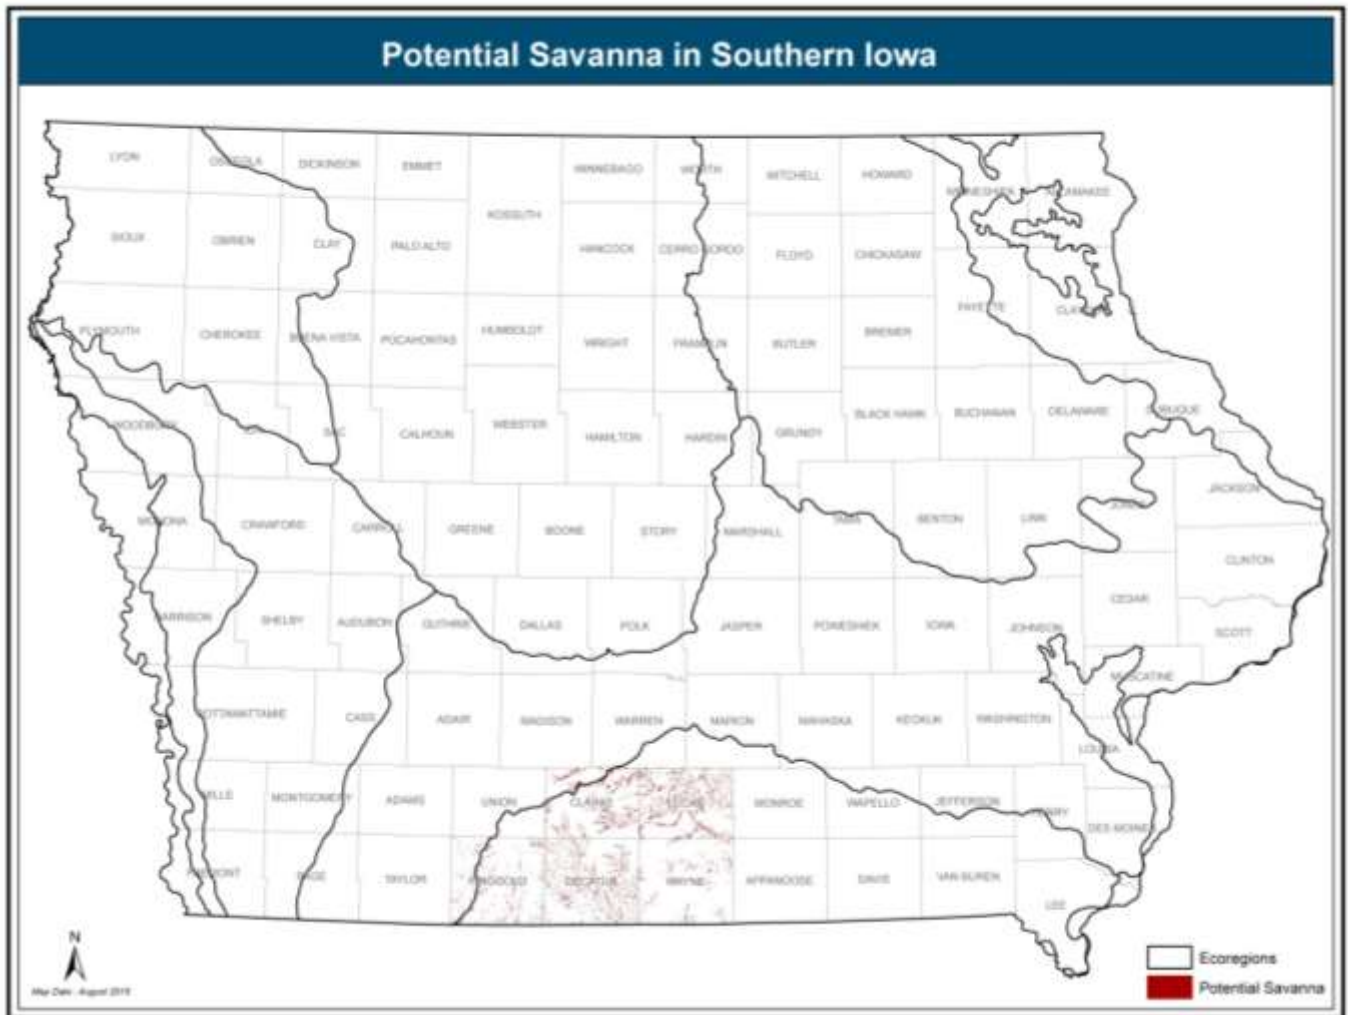 Potential Savanna in Southern Iowa
LYON OSCEOLA DICKINSON EMMET WINNEBAGO WORTH MITCHELL HOWARD WINNESHIEK ALLAMAKEE
KOSSUTH
SIOUX OBRIEN CLAY PALO ALTO HANCOCK CERRO GORDO FLOYD CHICKASAW
PLYMOUTH CHEROKEE BUENA VISTA POCAHONTAS HUMBOLDT WRIGHT FRANKLIN BUTLER BREMER FAYETTE
WOODBURY SAC CALHOUN WEBSTER HAMILTON HARDIN GRUNDY BLACK HAWK BUCHANAN DELAWARE DUBUQUE
MONONA CRAWFORD CARROLL GREENE BOONE STORY MARSHALL TAMA BENTON LINN JONES JACKSON
CLINTON
HARRISON SHELBY AUDUBON GUTHRIE DALLAS POLK JASPER POWESHIEK IOWA JOHNSON CEDAR SCOTT
MUSCATINE
POTTAWATTAMIE CASS ADAIR MADISON WARREN MARION MAHASKA KEOKUK WASHINGTON
LOUISA
MILLE MONTGOMERY ADAMS UNION CLARKE LUCAS MONROE WAPELLO JEFFERSON HENRY DES MOINES
FREMONT PAGE TAYLOR RINGGOLD DECATUR WAYNE APPANOOSE DAVIS VAN BUREN LEE
N
Map Date - August 2015
Ecoregions
Potential Savanna